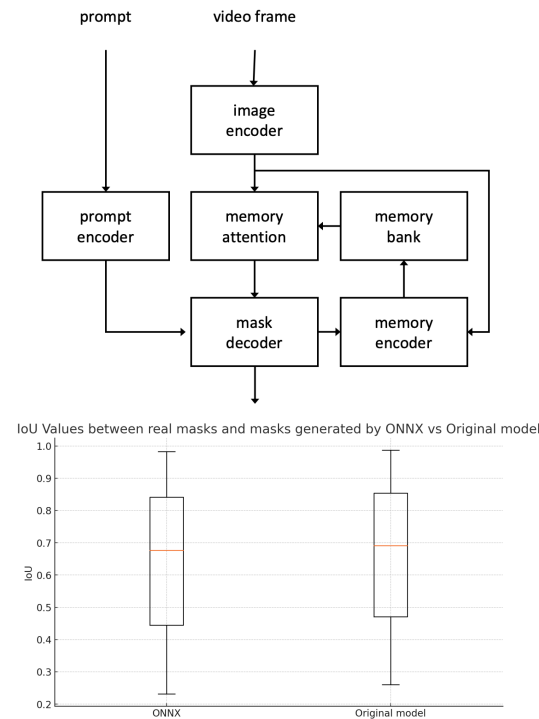 prompt
video frame
image
encoder
prompt
encoder
memory
attention
memory
bank
mask
decoder
memory
encoder
IoU Values between real masks and masks generated by ONNX vs Original model
1.0
0.9
0.8
0.7
0.6
0.5
0.4
0.3
0.2
IoU
ONNX
Original model